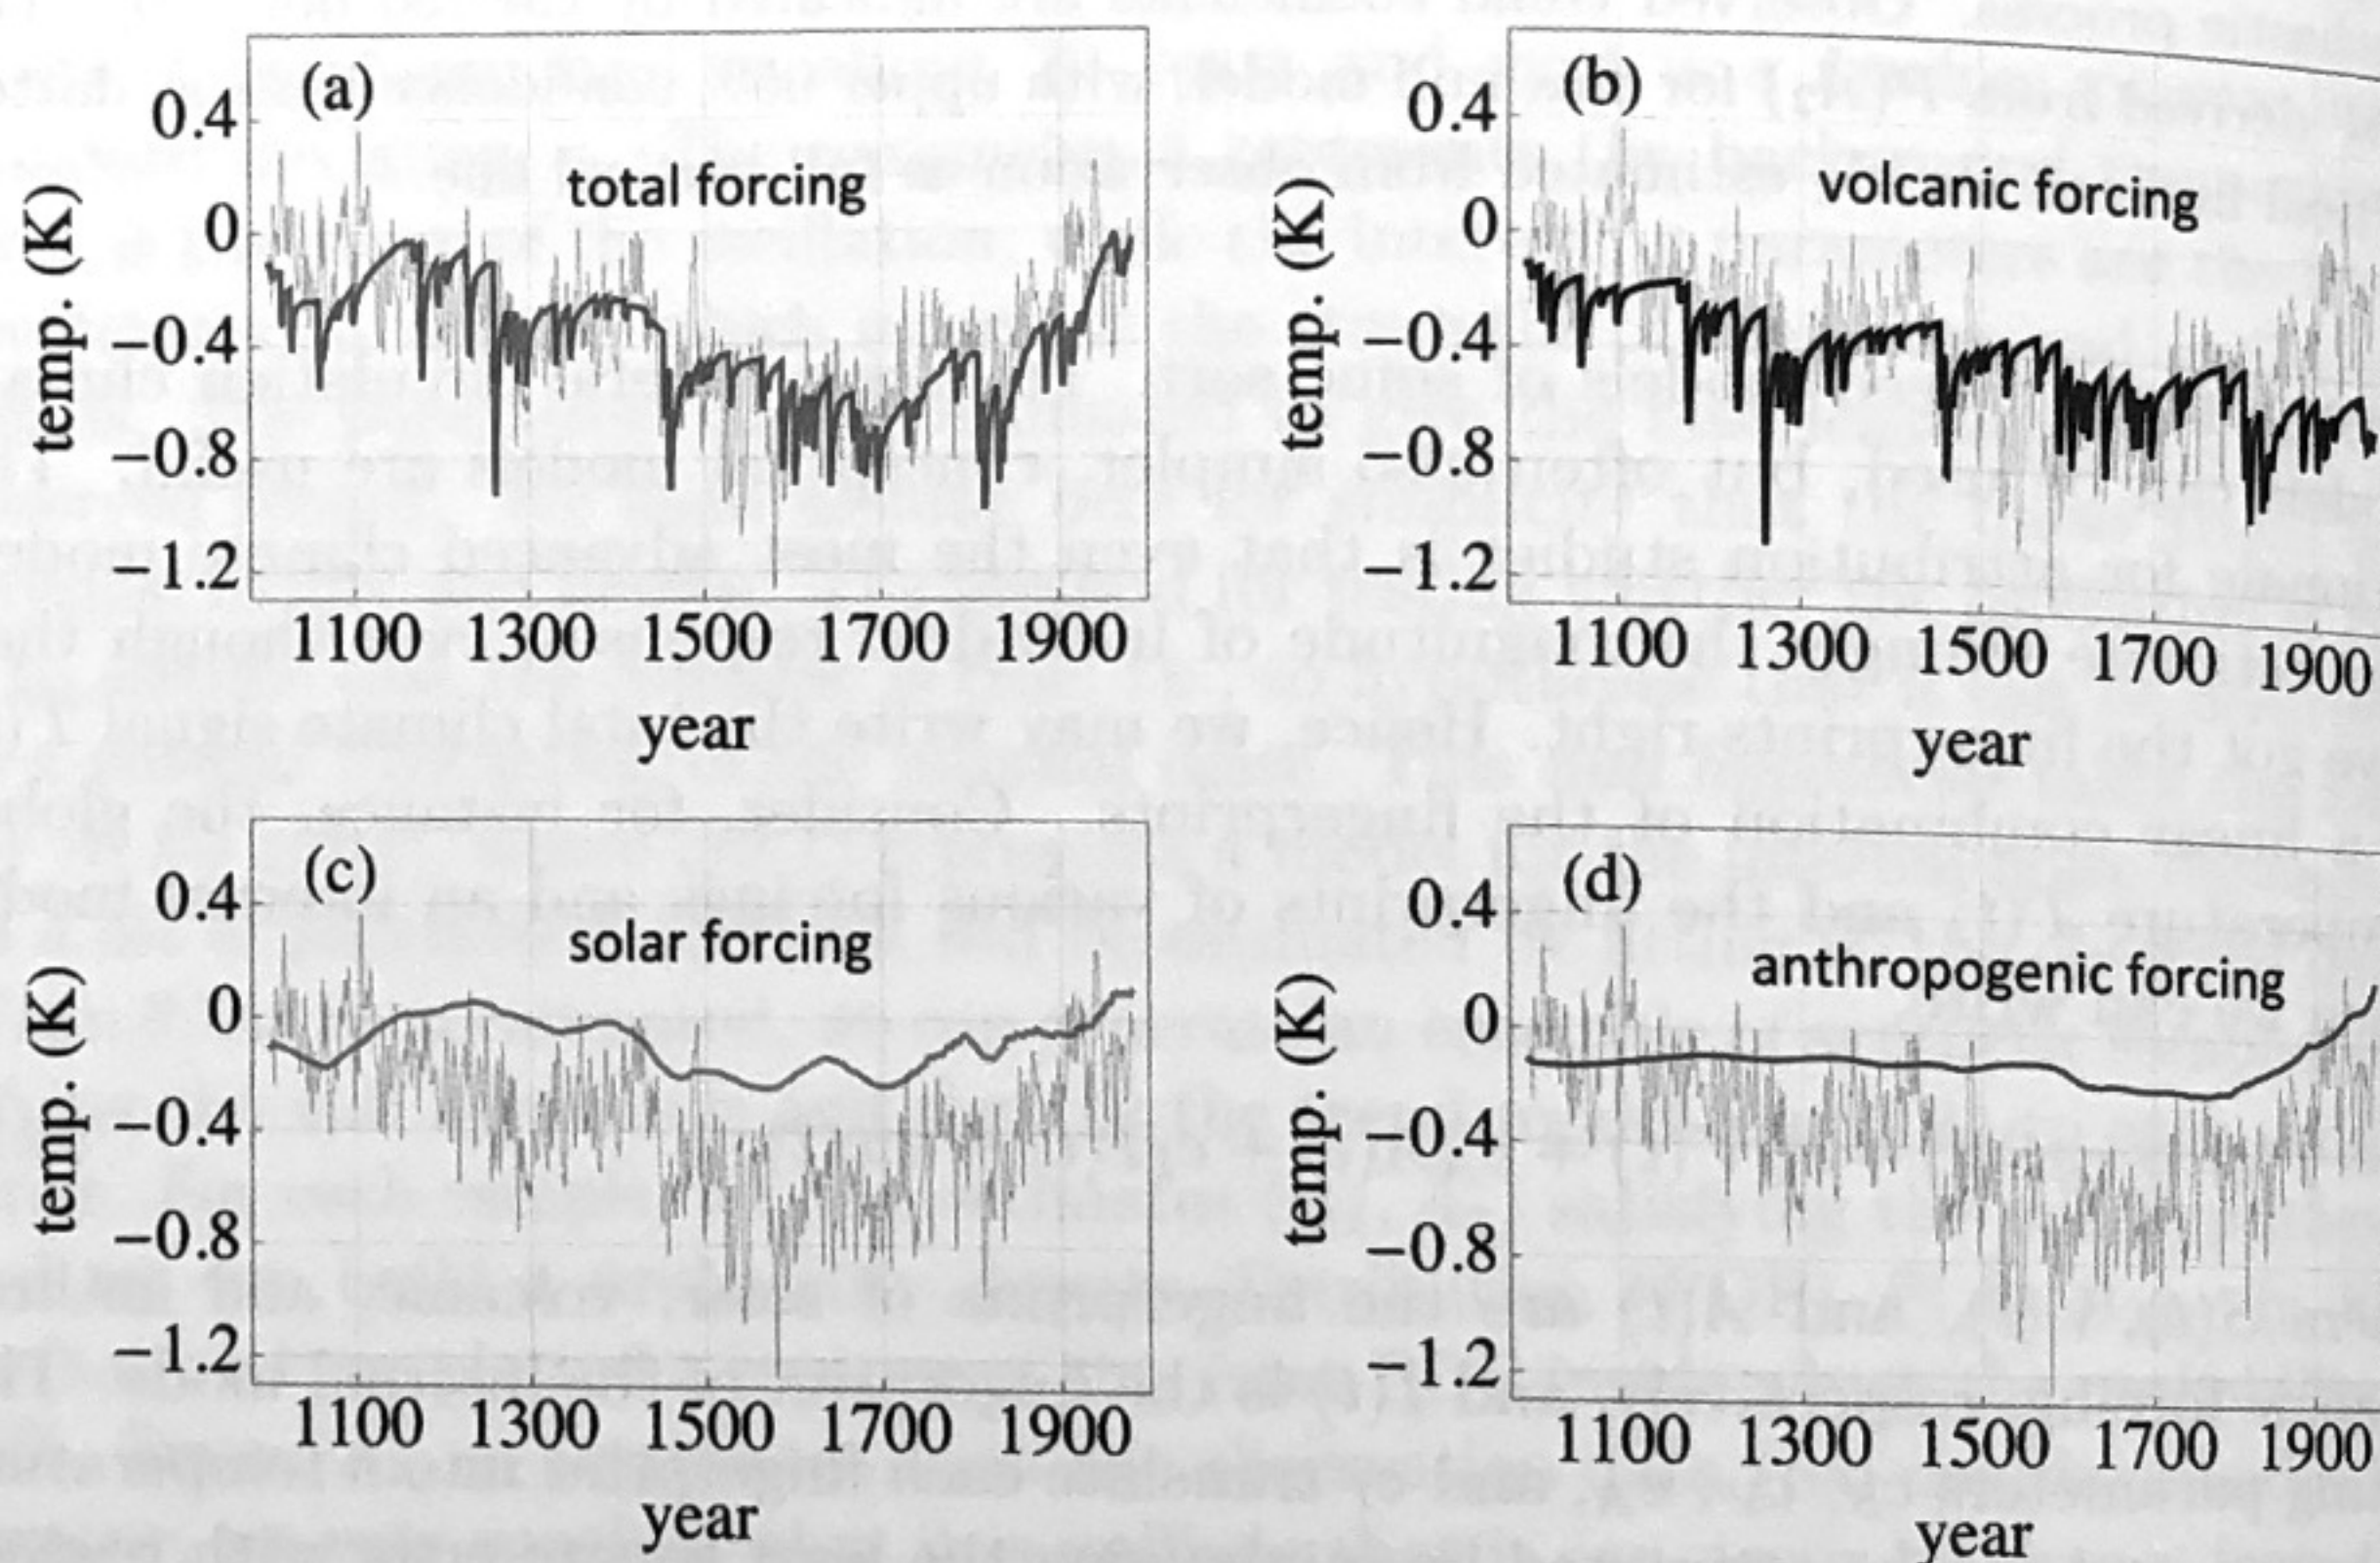 (a)
total forcing
temp. (K)
0.4
0
−0.4
−0.8
−1.2
1100 1300 1500 1700 1900
year
(b)
volcanic forcing
temp. (K)
0.4
0
−0.4
−0.8
−1.2
1100 1300 1500 1700 1900
year
(c)
solar forcing
temp. (K)
0.4
0
−0.4
−0.8
−1.2
1100 1300 1500 1700 1900
year
(d)
anthropogenic forcing
temp. (K)
0.4
0
−0.4
−0.8
−1.2
1100 1300 1500 1700 1900
year